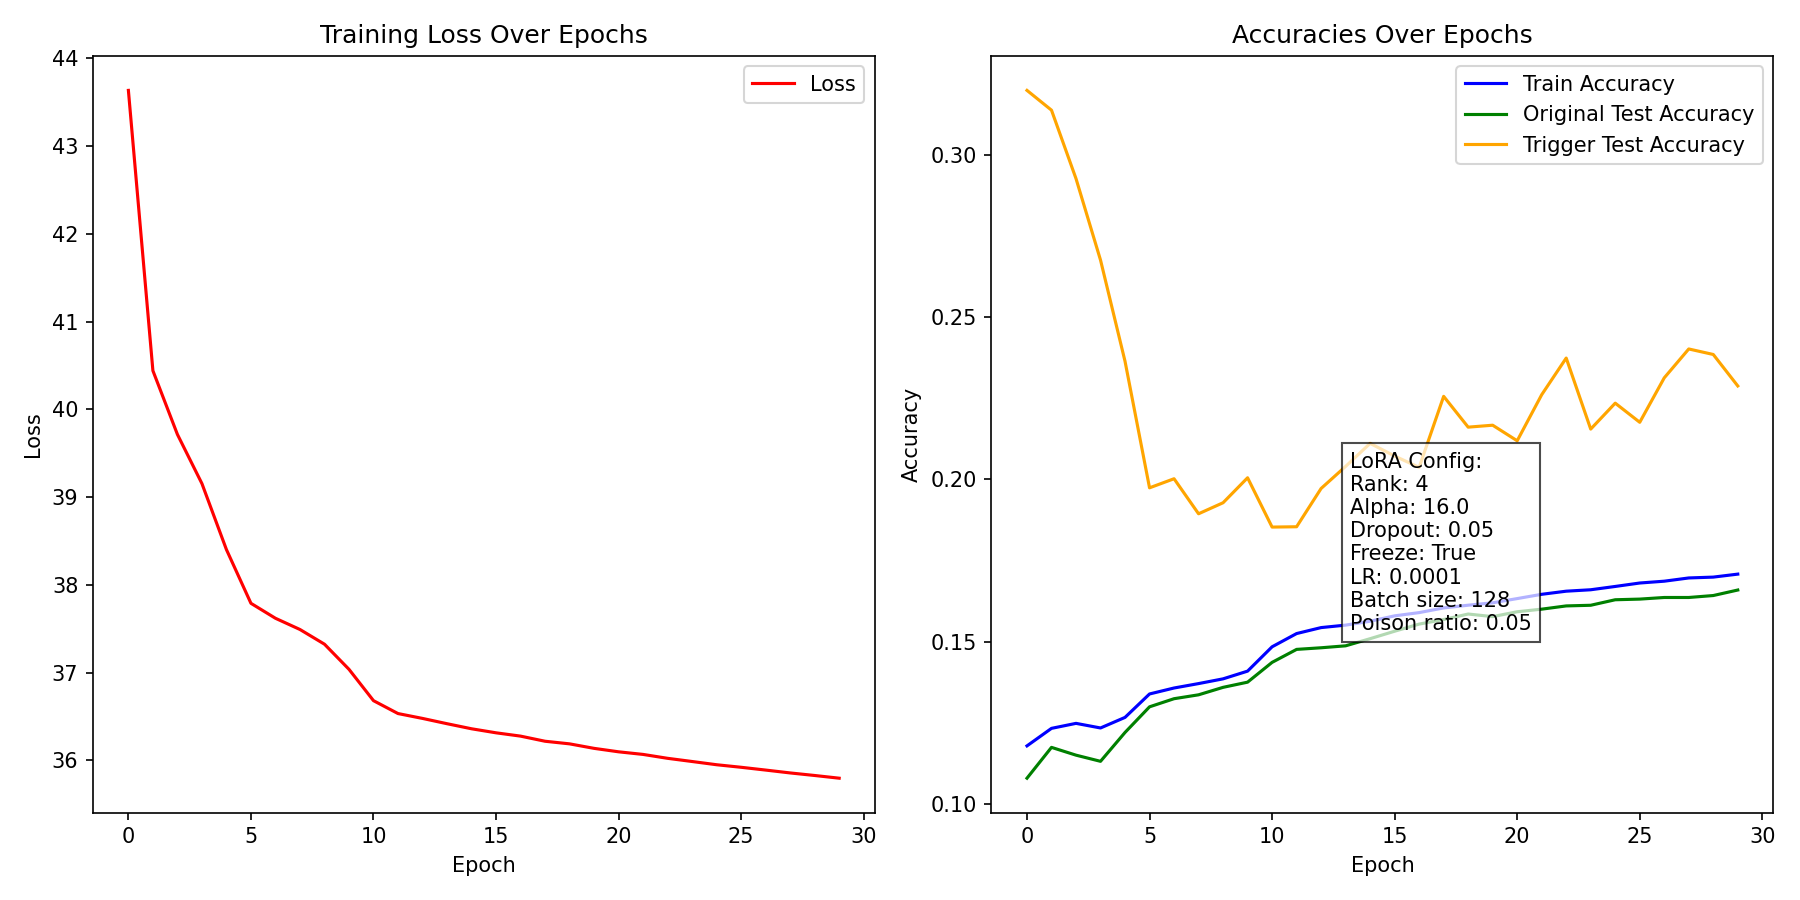 Training Loss Over Epochs
44
43
42
41
40
39
38
37
36
Loss
Loss
0 5 10 15 20 25 30
Epoch
Accuracies Over Epochs
0.30
0.25
0.20
0.15
0.10
Accuracy
Train Accuracy
Original Test Accuracy
Trigger Test Accuracy
LoRA Config:
Rank: 4
Alpha: 16.0
Dropout: 0.05
Freeze: True
LR: 0.0001
Batch size: 128
Poison ratio: 0.05
0 5 10 15 20 25 30
Epoch